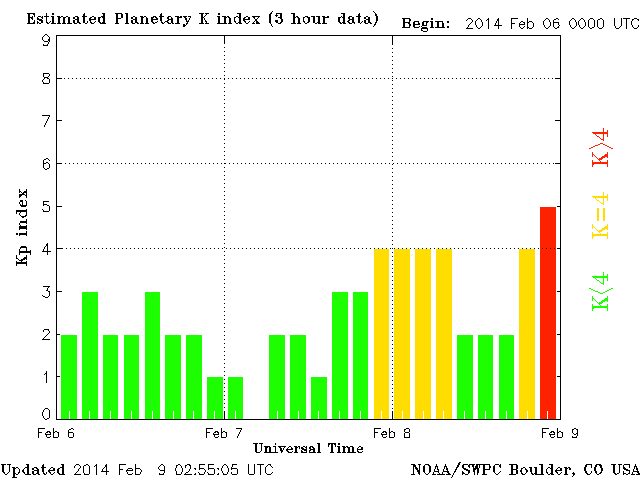 Estimated Planetary K index (3 hour data) Begin: 2014 Feb 06 0000 UTC
9
8
7
6
5
4
3
2
1
0
Kp index
K>4
K=4
K<4
Feb 6 Feb 7 Feb 8 Feb 9
Universal Time
Updated 2014 Feb 9 02:55:05 UTC NOAA/SWPC Boulder, CO USA